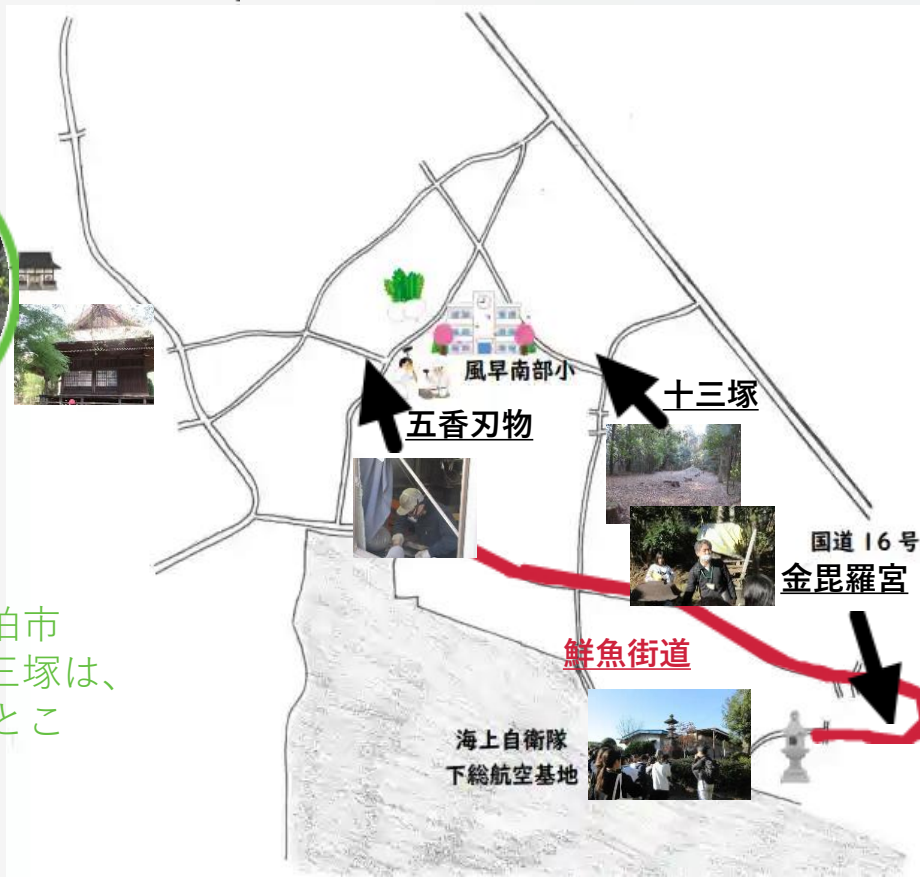 風早南部小
十三塚
五香刃物
国道16号
金毘羅宮
鮮魚街道
柏市
三塚は、
とこ
海上自衛隊
下総航空基地